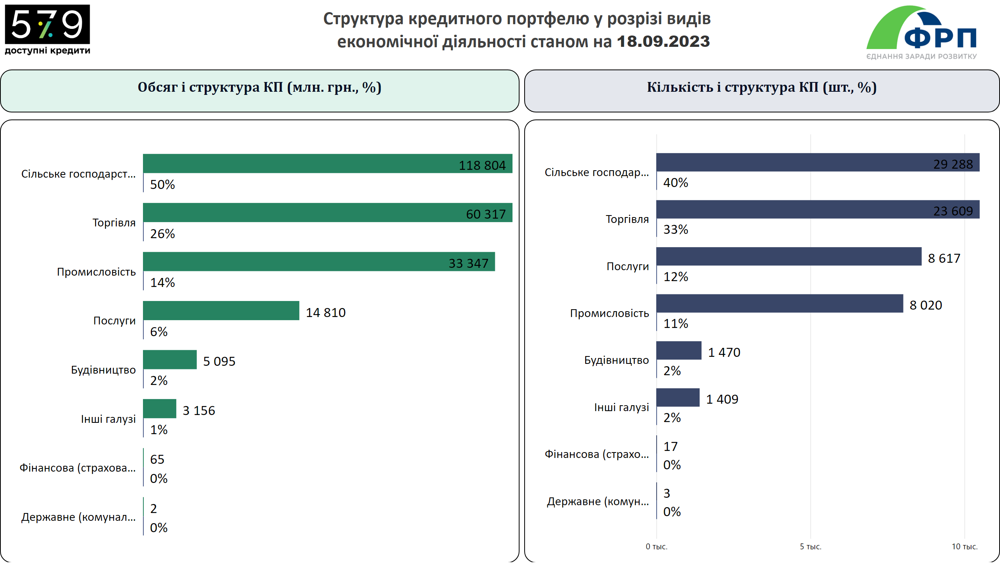 5%9
доступні кредити
Структура кредитного портфелю у розрізі видів
економічної діяльності станом на 18.09.2023
ФРП
ЄДНАННЯ ЗАРАДИ РОЗВИТКУ
Обсяг і структура КП (млн. грн., %)
Сільське господарст...
118 804
50%
Торгівля
60 317
26%
Промисловість
33 347
14%
Послуги
14 810
6%
Будівництво
5 095
2%
Інші галузі
3 156
1%
Фінансова (страхова...
65
0%
Державне (комунал...
2
0%
Кількість і структура КП (шт., %)
Сільське господар...
29 288
40%
Торгівля
23 609
33%
Послуги
8 617
12%
Промисловість
8 020
11%
Будівництво
1 470
2%
Інші галузі
1 409
2%
Фінансова (страхо...
17
0%
Державне (комун...
3
0%
0 тыс.
5 тыс.
10 тыс.